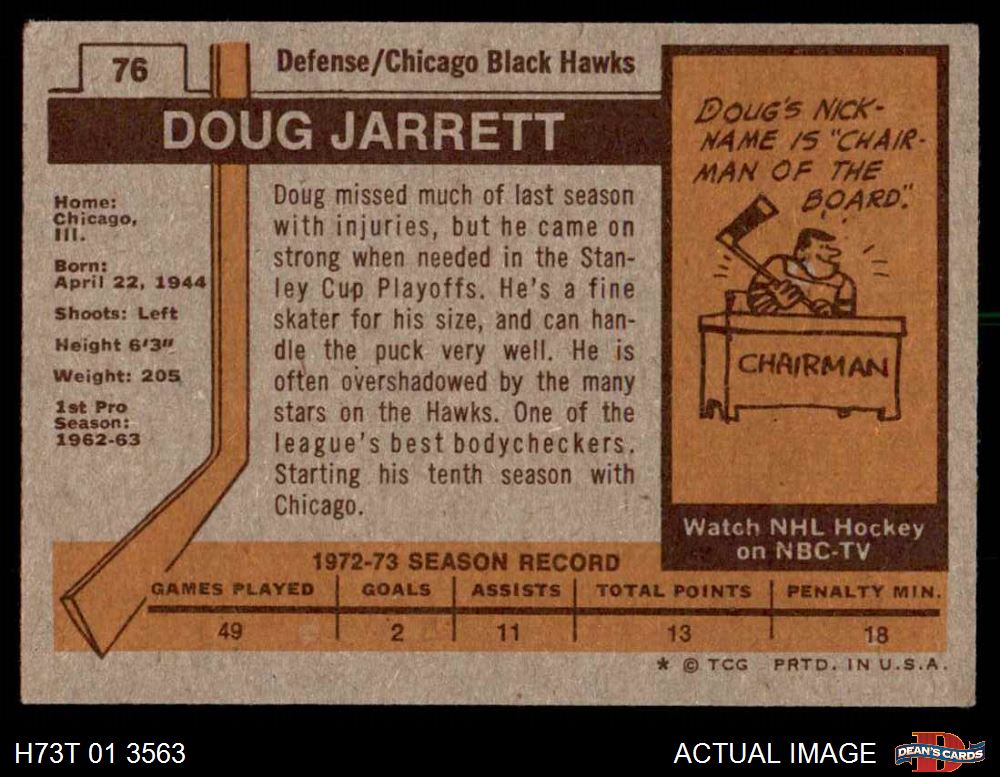 76
Defense/Chicago Black Hawks
DOUG JARRETT
Home:
Chicago,
Ill.
Born:
April 22, 1944
Shoots: Left
Height 6'3"
Weight: 205
1st Pro
Season:
1962-63
Doug missed much of last season
with injuries, but he came on
strong when needed in the Stan-
ley Cup Playoffs. He's a fine
skater for his size, and can han-
dle the puck very well. He is
often overshadowed by the many
stars on the Hawks. One of the
league's best bodycheckers.
Starting his tenth season with
Chicago.
DOUG'S NICK-
NAME IS "CHAIR-
MAN OF THE
BOARD."
CHAIRMAN
Watch NHL Hockey
on NBC-TV
1972-73 SEASON RECORD
GAMES PLAYED GOALS ASSISTS TOTAL POINTS PENALTY MIN.
49 2 11 13 18
* © TCG PRTD. IN U.S.A.
H73T 01 3563
ACTUAL IMAGE
DEAN'S CARDS